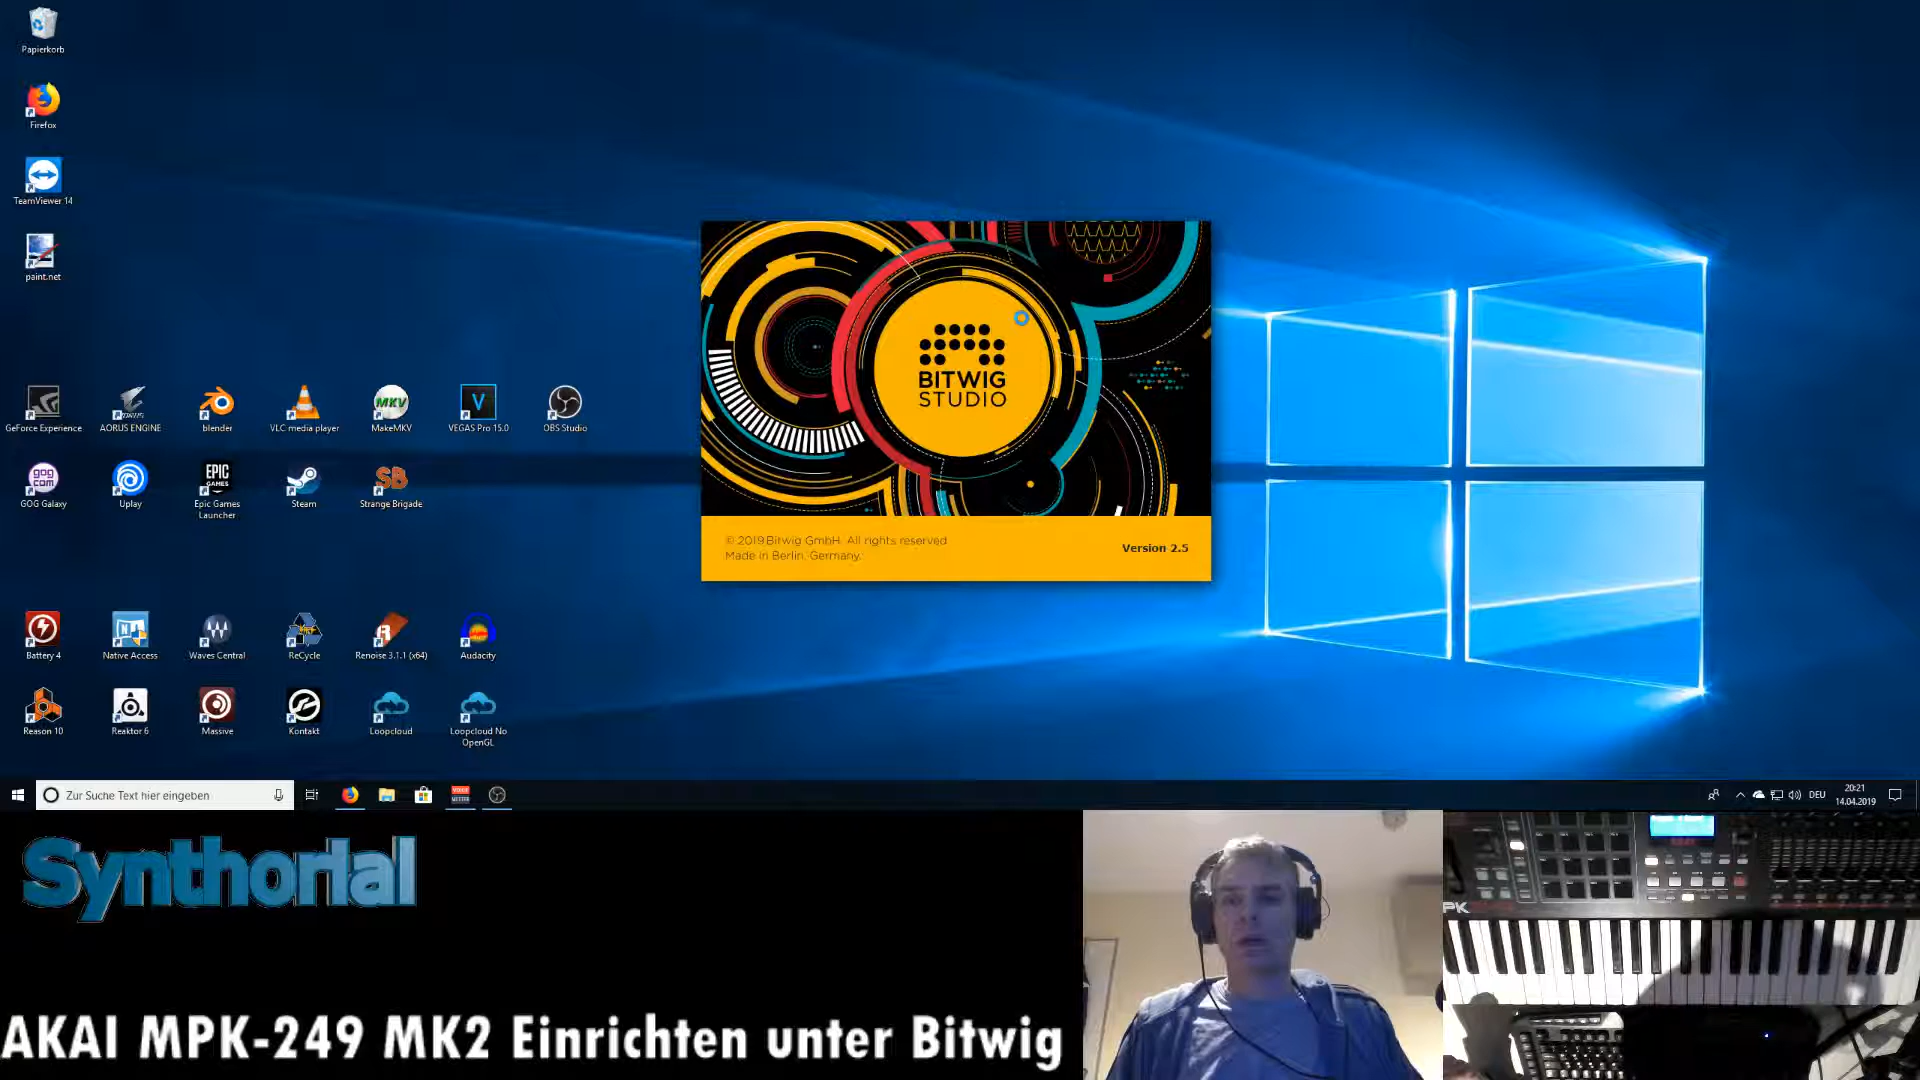 Papierkorb
Firefox
TeamViewer 14
paint.net
GeForce Experience
AORUS ENGINE
blender
VLC media player
MKV
MakeMKV
V
VEGAS Pro 15.0
OBS Studio
gog
com
GOG Galaxy
Uplay
EPIC
GAMES
Epic Games
Launcher
Steam
SB
Strange Brigade
BITWIG
STUDIO
© 2019 Bitwig GmbH. All rights reserved
Made in Berlin, Germany.
Version 2.5
Battery 4
Native Access
Waves Central
ReCycle
Renoise 3.1.1 (x64)
Audacity
Reason 10
Reaktor 6
Massive
Kontakt
Loopcloud
Loopcloud No
OpenGL
Zur Suche Text hier eingeben
DEU
20:21
14.04.2019
Synthorial
AKAI MPK-249 MK2 Einrichten unter Bitwig